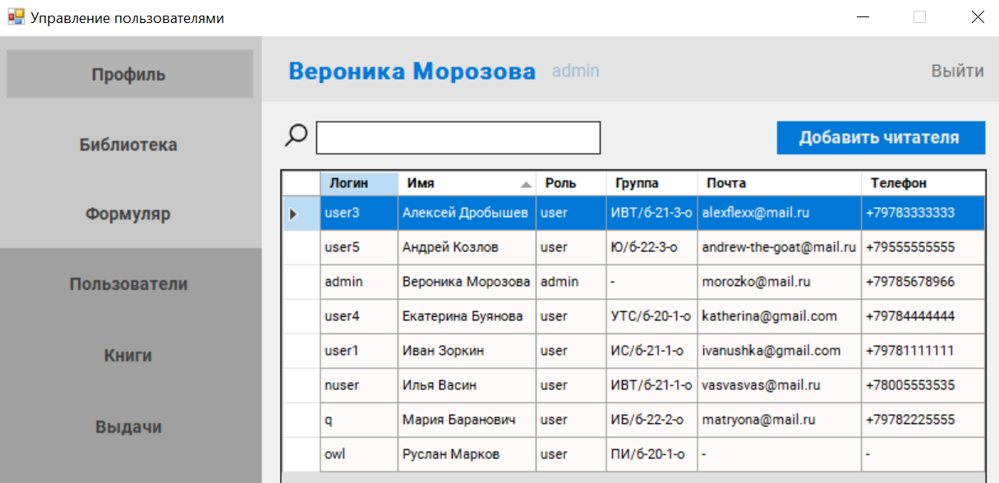 Управление пользователями
Профиль
Библиотека
Формуляр
Пользователи
Книги
Выдачи
Вероника Морозова admin Выйти
Добавить читателя
Логин Имя Роль Группа Почта Телефон
user3 Алексей Дробышев user ИВТ/б-21-3-о alexflexx@mail.ru +79783333333
user5 Андрей Козлов user Ю/б-22-3-о andrew-the-goat@mail.ru +79555555555
admin Вероника Морозова admin - morozko@mail.ru +79785678966
user4 Екатерина Буянова user УТС/б-20-1-о katherina@gmail.com +79784444444
user1 Иван Зоркин user ИС/б-21-1-о ivanushka@gmail.com +79781111111
nuser Илья Васин user ИВТ/б-21-1-о vasvasvas@mail.ru +78005553535
q Мария Баранович user ИБ/б-22-2-о matryona@mail.ru +79782225555
owl Руслан Марков user ПИ/б-20-1-о - -